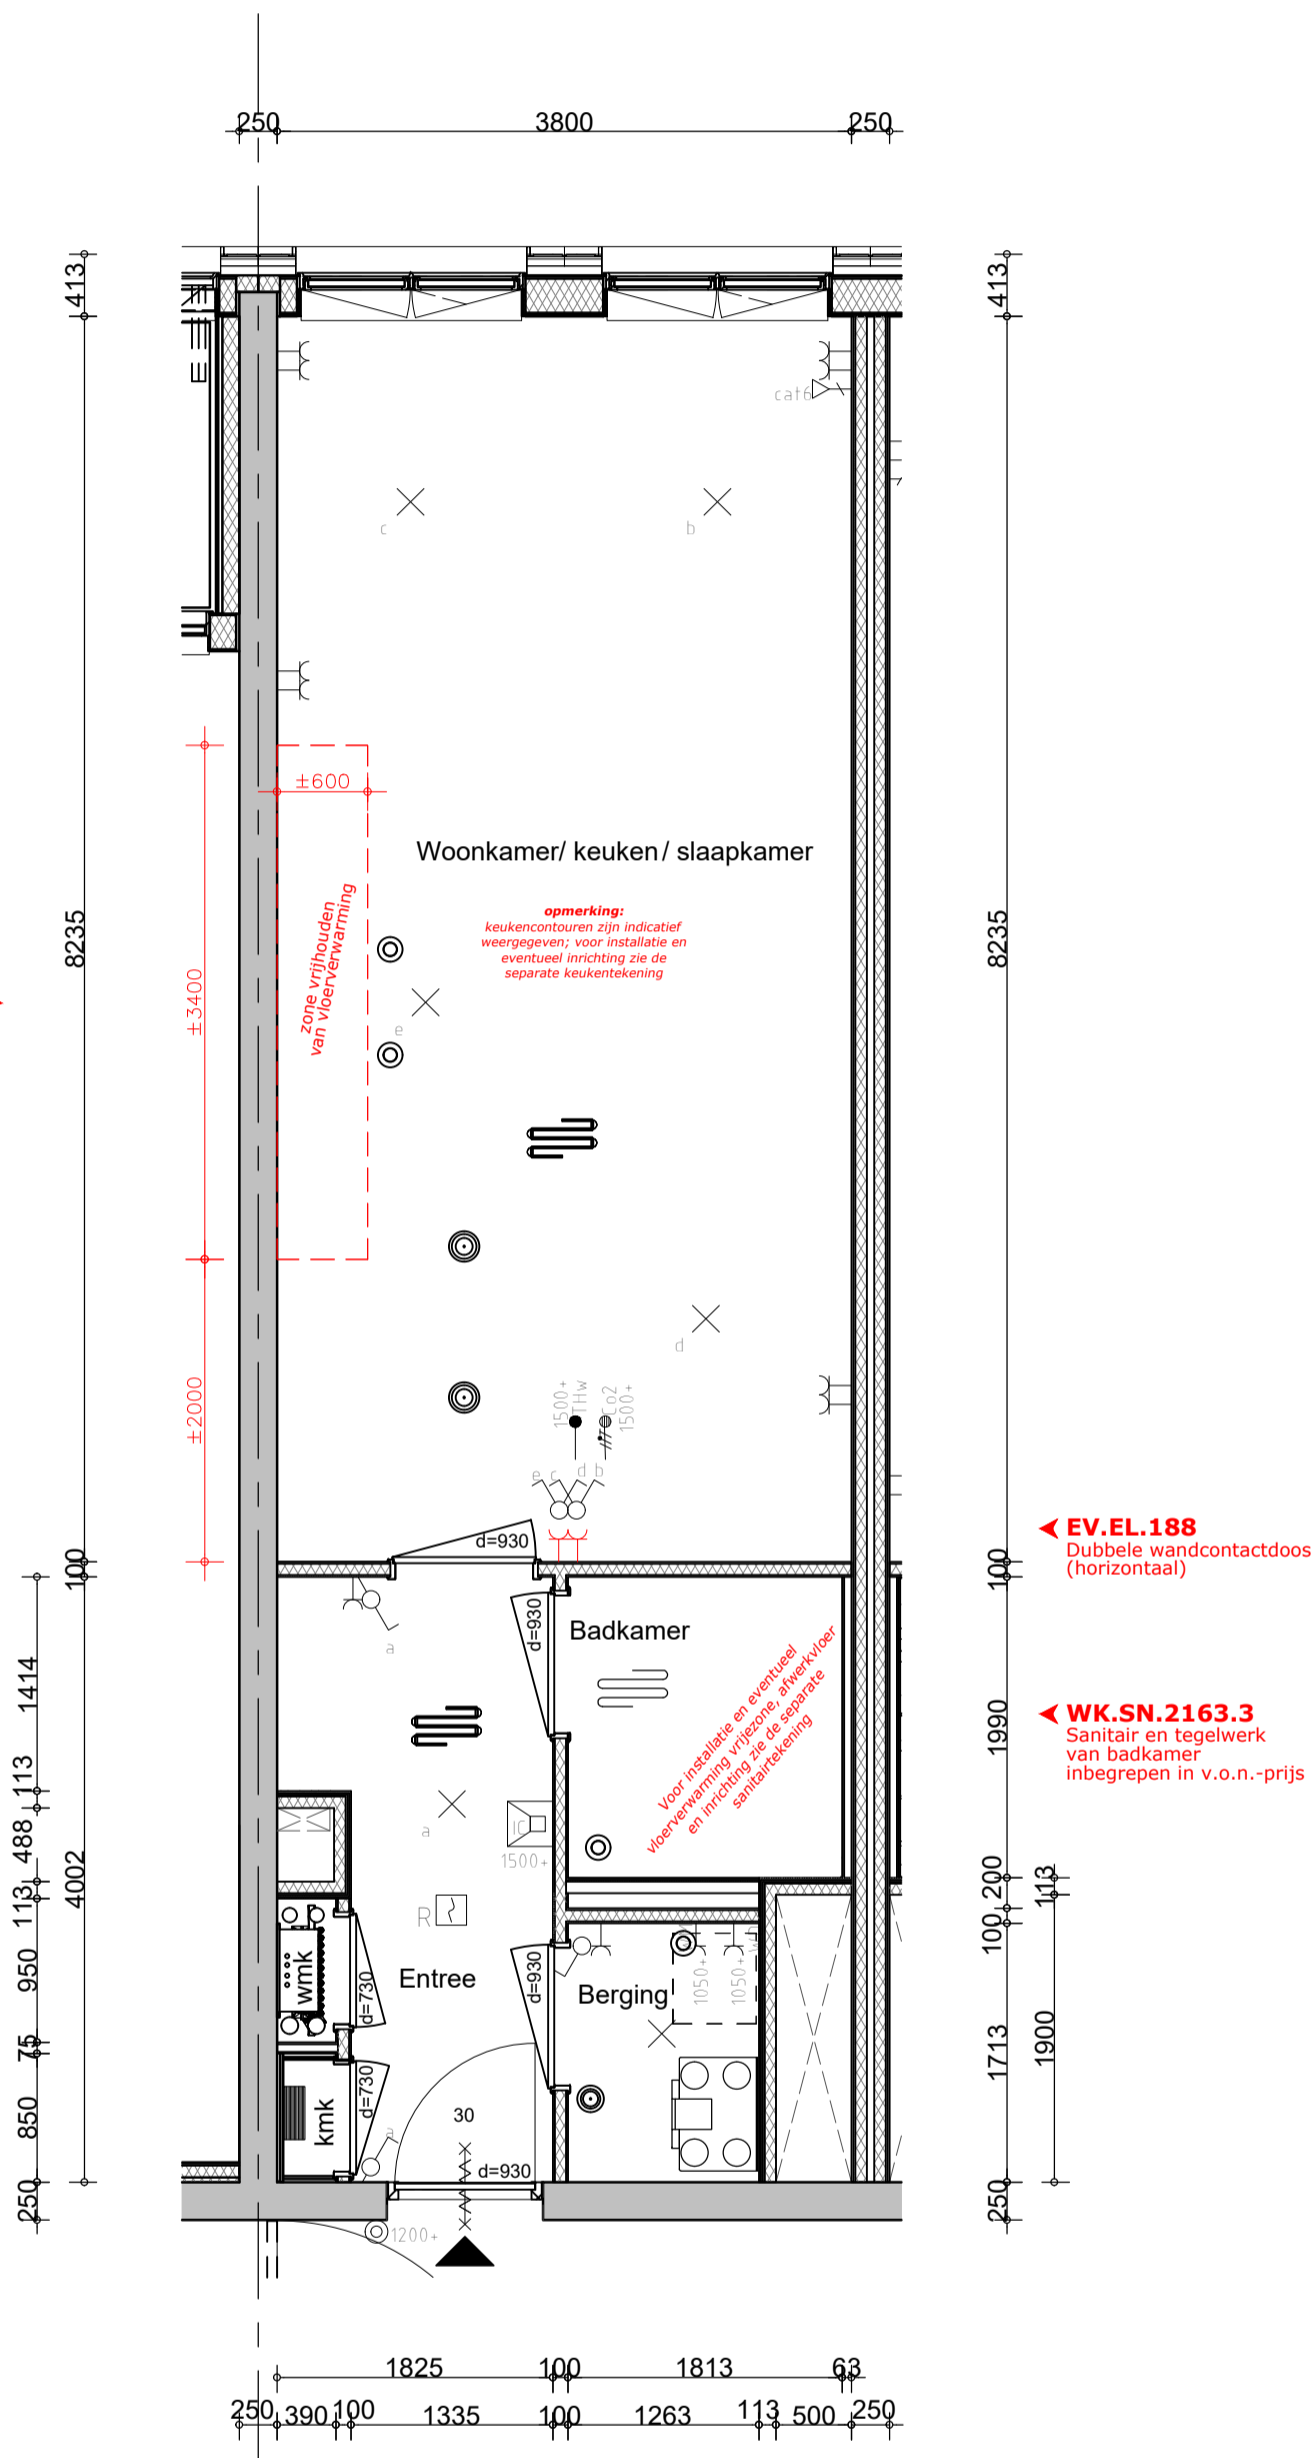 250
3800
250
413
413
cat6
c
b
±600
Woonkamer/ keuken / slaapkamer
opmerking:
keukencontouren zijn indicatief
weergegeven; voor installatie en
eventueel inrichting zie de
separate keukentekening
zone vrijhouden
van vloerverwarming
8235
8235
±3400
e
d
±2000
1500+
THw
Co2
1500+
e
c
d
b
d=930
EV.EL.188
Dubbele wandcontactdoos
(horizontaal)
100
100
a
d=930
Badkamer
Voor installatie en eventueel
vloerverwarming vrijezone, afwerkvloer
en inrichting zie de separate
sanitairtekening
WK.SN.2163.3
Sanitair en tegelwerk
van badkamer
inbegrepen in v.o.n.-prijs
1414
1990
113
488
4002
113
a
IC
1500+
R
200
113
100
950
wmk
d=730
Entree
d=930
Berging
1050+
1050+
75
1713
1900
850
kmk
d=730
a
30
d=930
250
250
1200+
1825
100
1813
63
250
390
100
1335
100
1263
113
500
250